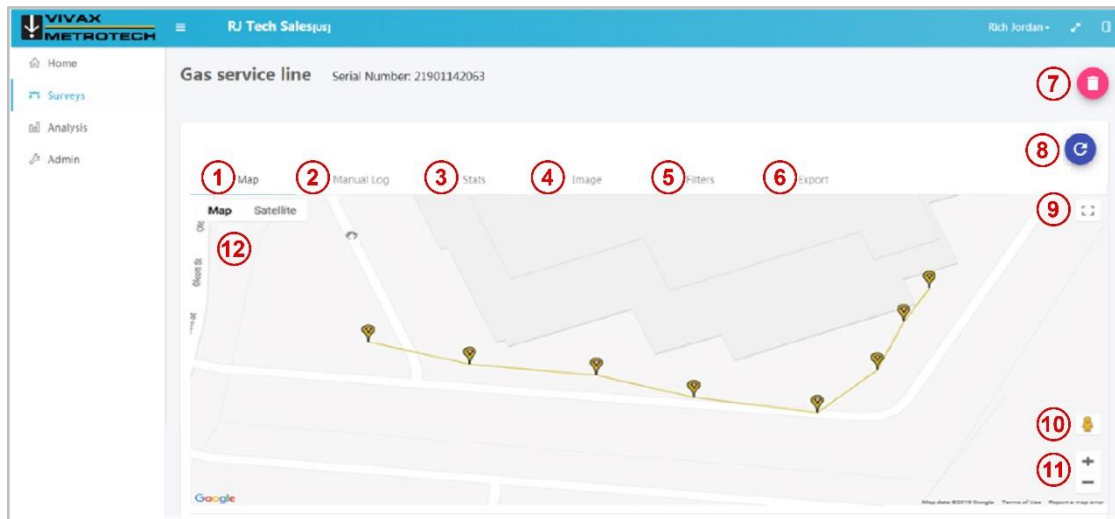 VIVAX
METROTECH
RJ Tech Sales[US]
Rich Jordan
Home
Surveys
Analysis
Admin
Gas service line Serial Number: 21901142063
7
8
1 Map 2 Manual Log 3 Stats 4 Image 5 Filters 6 Export
Map Satellite
9
12
10
11
Google
Map data ©2019 Google Terms of Use Report a map error